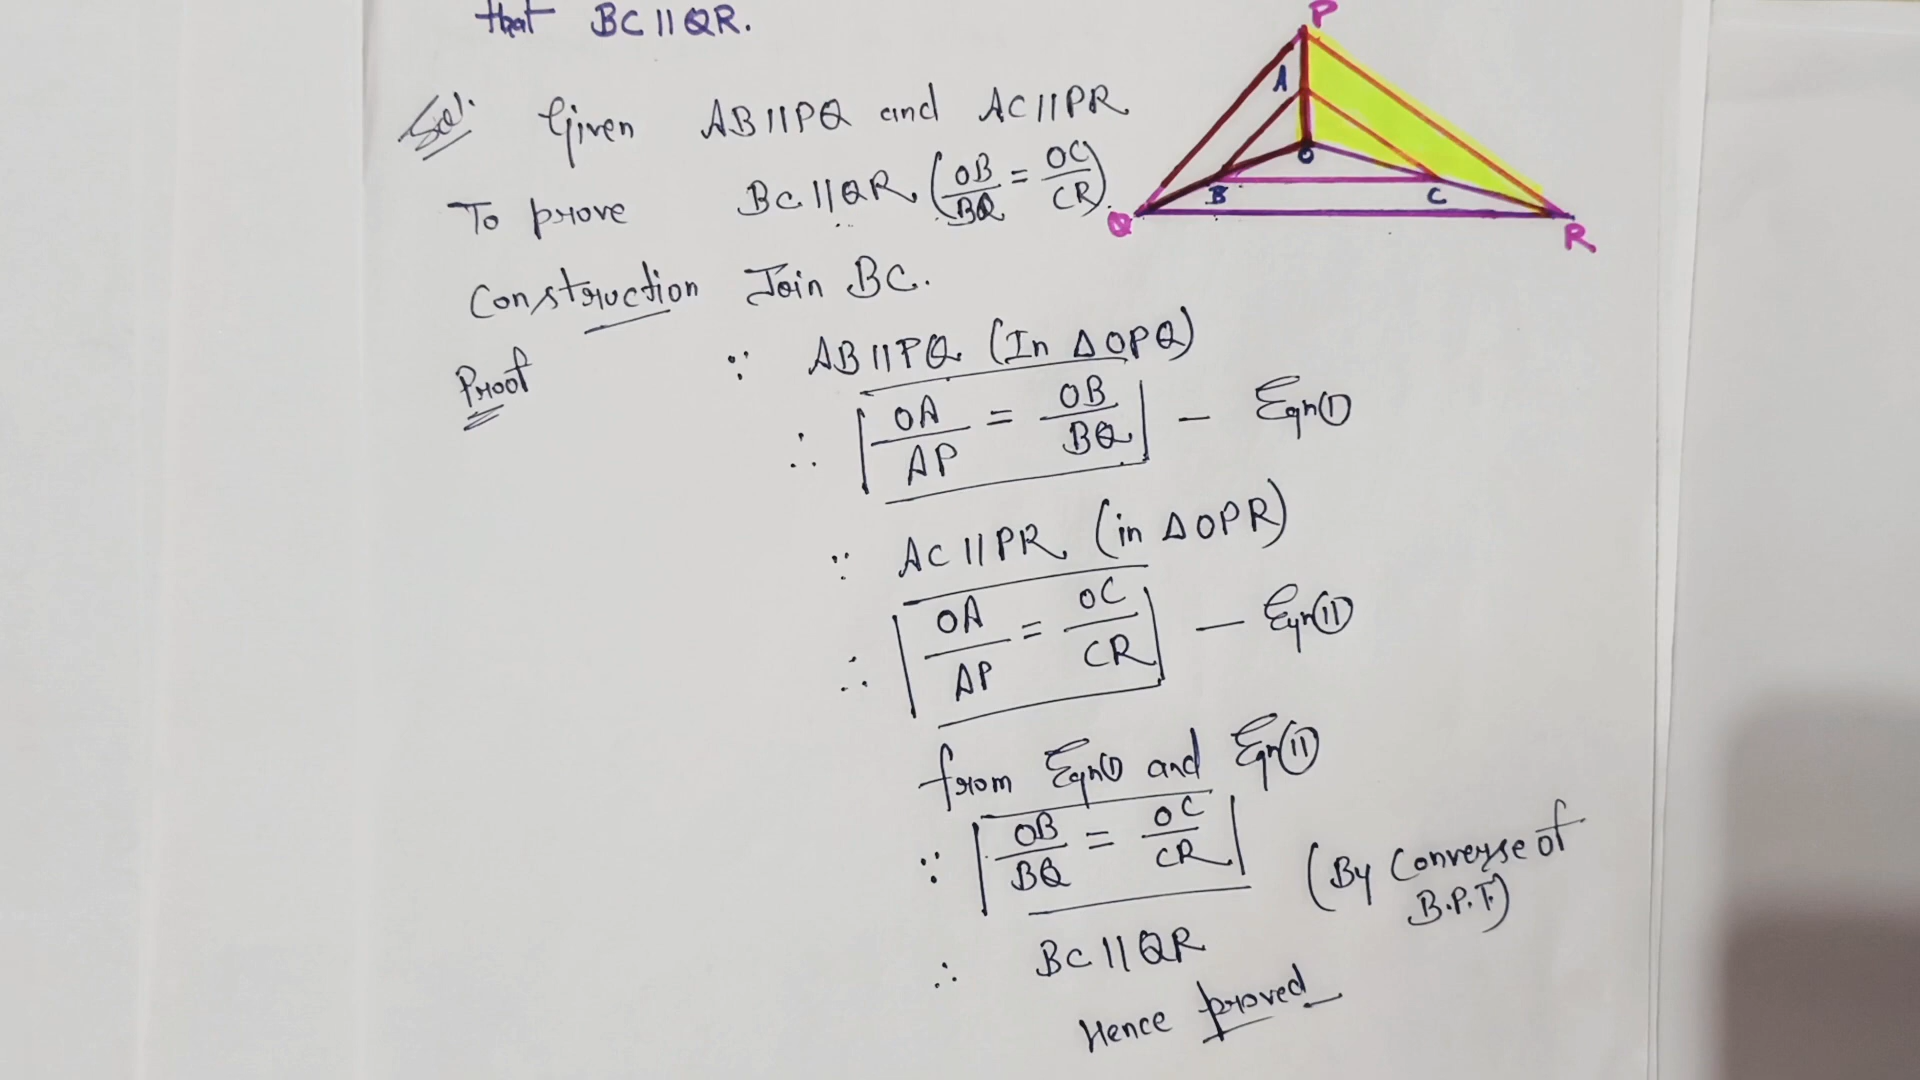 that BC || QR.
Sol. Given AB || PQ and AC || PR
To prove BC || QR. (OB/BQ = OC/CR)
Construction Join BC.
Proof ∵ AB || PQ (In △OPQ)
∴ OA/AP = OB/BQ — Eqn(I)
∵ AC || PR (in △OPR)
∴ OA/AP = OC/CR — Eqn(II)
from Eqn(I) and Eqn(II)
∵ OB/BQ = OC/CR (By Converse of B.P.T.)
∴ BC || QR
Hence proved
P
A
O
B
C
Q
R